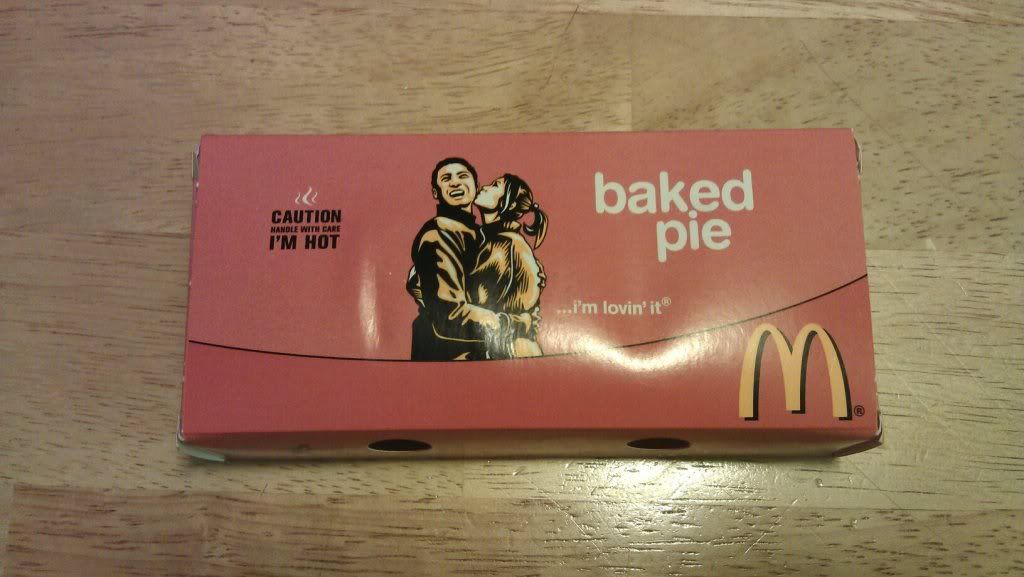 CAUTION
HANDLE WITH CARE
I'M HOT
baked
pie
...i'm lovin' it®
M®